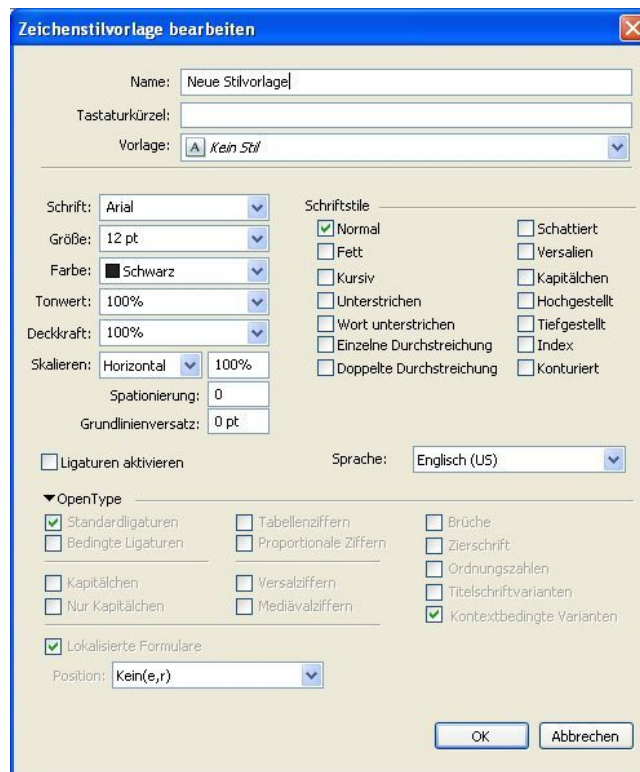 Zeichenstilvorlage bearbeiten
Name: Neue Stilvorlage
Tastaturkürzel:
Vorlage: A Kein Stil
Schrift: Arial
Größe: 12 pt
Farbe: Schwarz
Tonwert: 100%
Deckkraft: 100%
Skalieren: Horizontal 100%
Spationierung: 0
Grundlinienversatz: 0 pt
Schriftstile
Normal
Fett
Kursiv
Unterstrichen
Wort unterstrichen
Einzelne Durchstreichung
Doppelte Durchstreichung
Schattiert
Versalien
Kapitälchen
Hochgestellt
Tiefgestellt
Index
Konturiert
Ligaturen aktivieren
Sprache: Englisch (US)
OpenType
Standardligaturen
Bedingte Ligaturen
Tabellenziffern
Proportionale Ziffern
Kapitälchen
Nur Kapitälchen
Versalziffern
Mediävalziffern
Brüche
Zierschrift
Ordnungszahlen
Titelschriftvarianten
Kontextbedingte Varianten
Lokalisierte Formulare
Position: Kein(e,r)
OK
Abbrechen